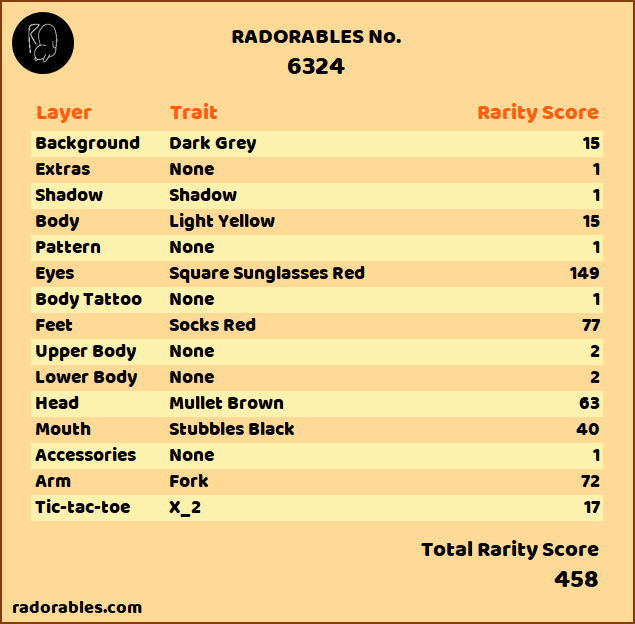 RADORABLES No.
6324
Layer Trait Rarity Score
Background Dark Grey 15
Extras None 1
Shadow Shadow 1
Body Light Yellow 15
Pattern None 1
Eyes Square Sunglasses Red 149
Body Tattoo None 1
Feet Socks Red 77
Upper Body None 2
Lower Body None 2
Head Mullet Brown 63
Mouth Stubbles Black 40
Accessories None 1
Arm Fork 72
Tic-tac-toe X_2 17
Total Rarity Score
458
radorables.com